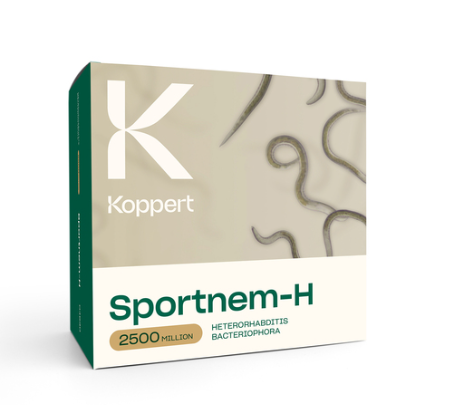 K
Koppert
Sportnem-H
2500 MILLION
HETERORHABDITIS
BACTERIOPHORA